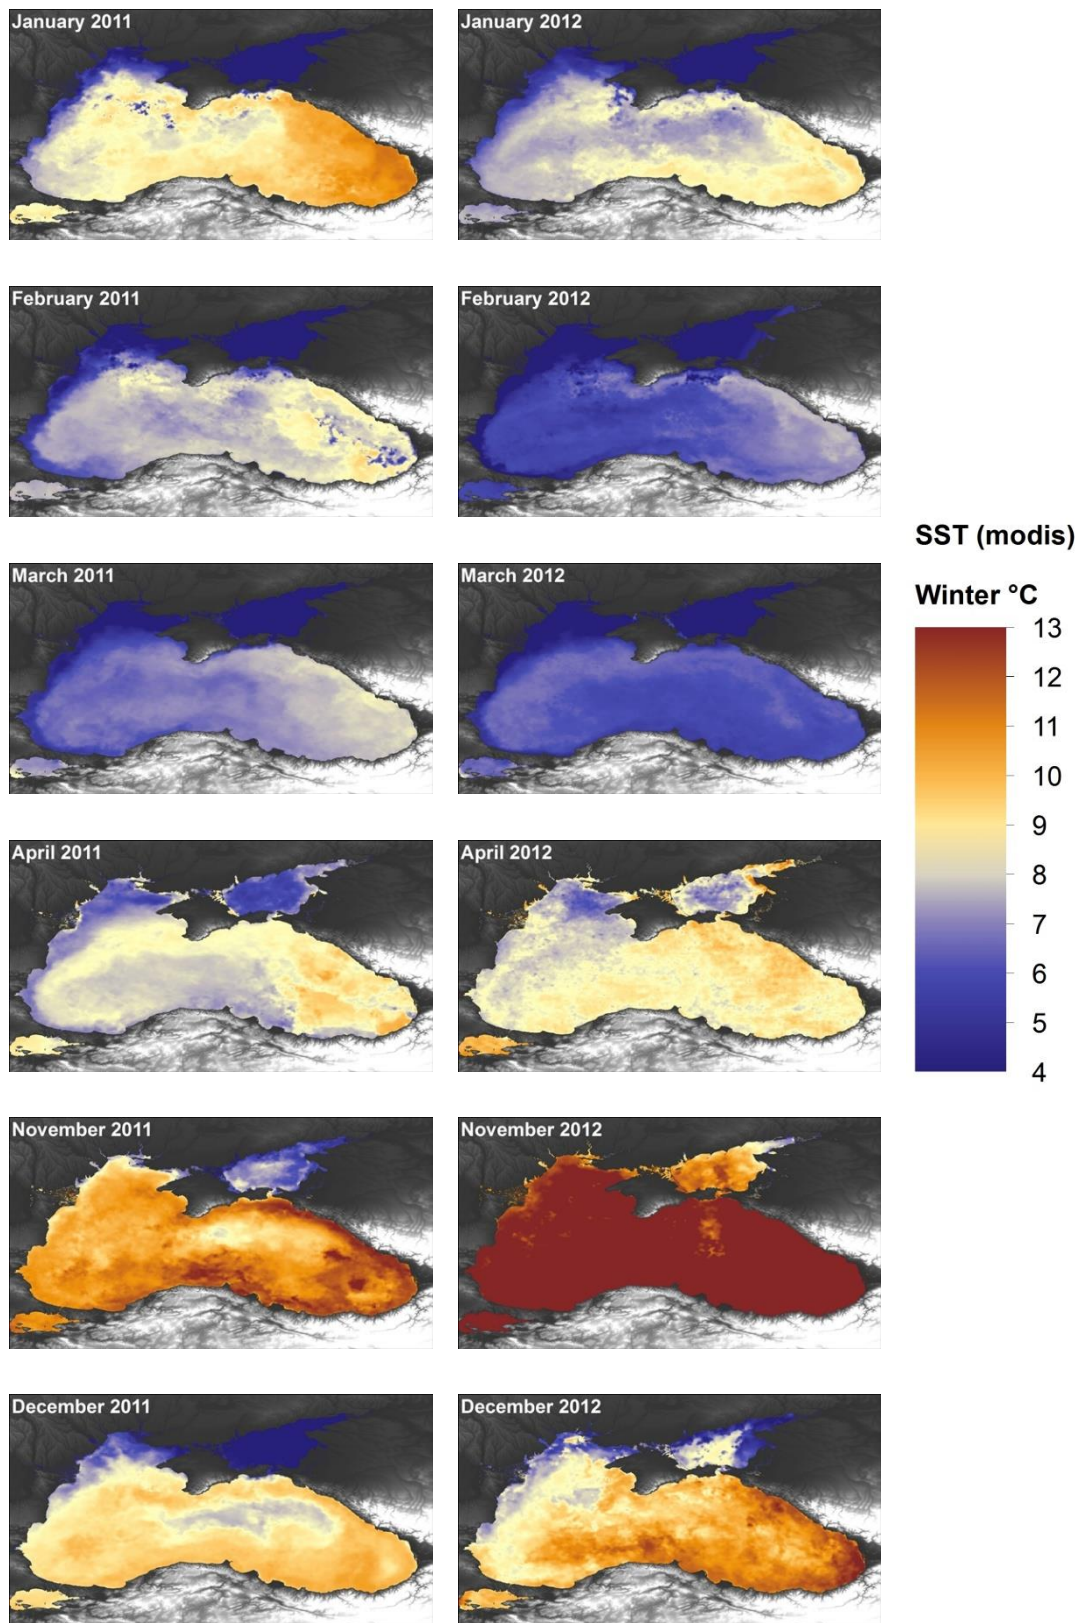 January 2011
January 2012
February 2011
February 2012
March 2011
March 2012
April 2011
April 2012
November 2011
November 2012
December 2011
December 2012
SST (modis)
Winter °C
13
12
11
10
9
8
7
6
5
4